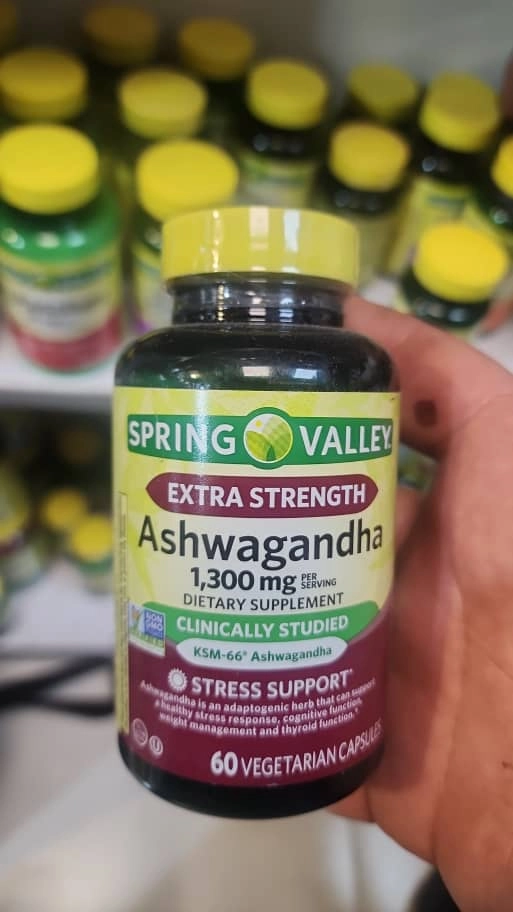 SPRING VALLEY
EXTRA STRENGTH
Ashwagandha
1,300 mg PER SERVING
DIETARY SUPPLEMENT
CLINICALLY STUDIED
KSM-66® Ashwagandha
NON GMO
STRESS SUPPORT*
Ashwagandha is an adaptogenic herb that can support
a healthy stress response, cognitive function,
weight management and thyroid function.*
60 VEGETARIAN CAPSULES